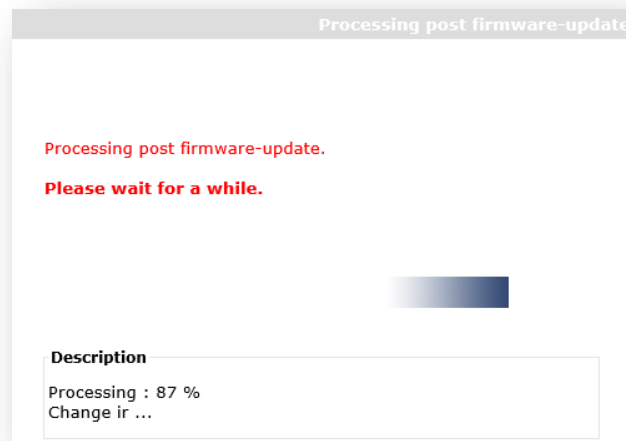 Processing post firmware-update
Processing post firmware-update.
Please wait for a while.
Description
Processing : 87 %
Change ir ...